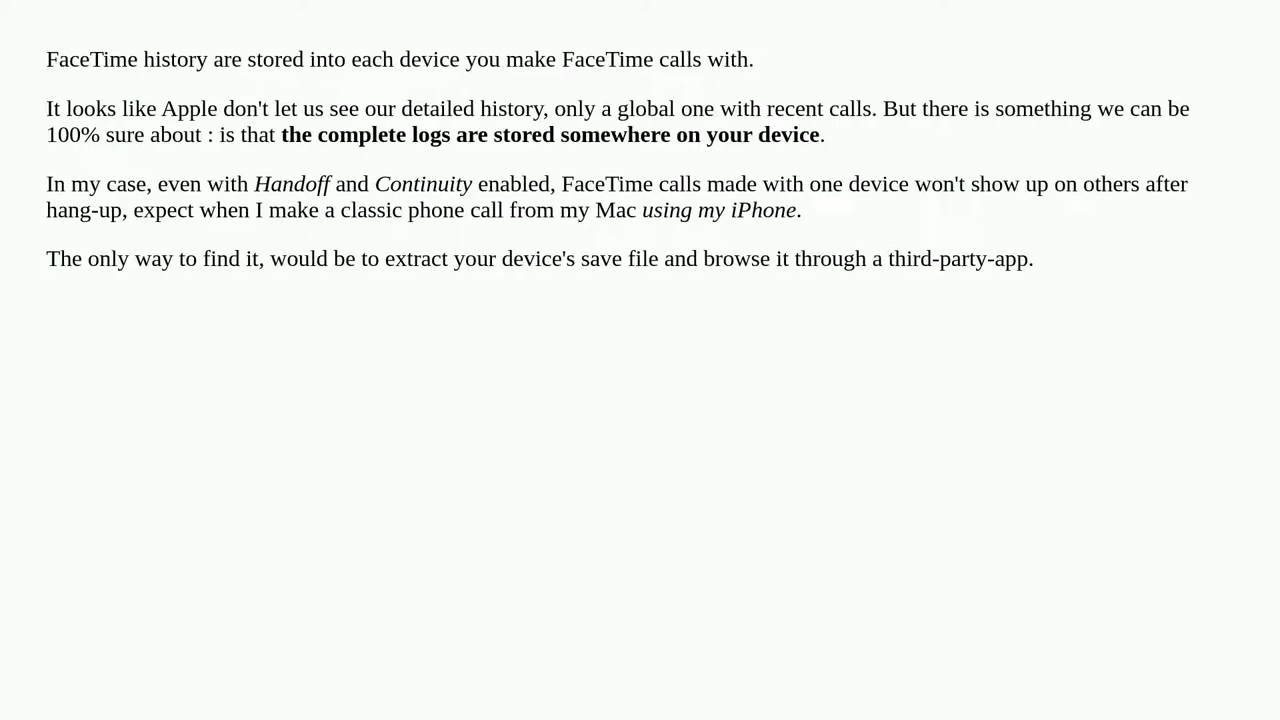 FaceTime history are stored into each device you make FaceTime calls with.
It looks like Apple don't let us see our detailed history, only a global one with recent calls. But there is something we can be
100% sure about : is that the complete logs are stored somewhere on your device.
In my case, even with Handoff and Continuity enabled, FaceTime calls made with one device won't show up on others after
hang-up, expect when I make a classic phone call from my Mac using my iPhone.
The only way to find it, would be to extract your device's save file and browse it through a third-party-app.